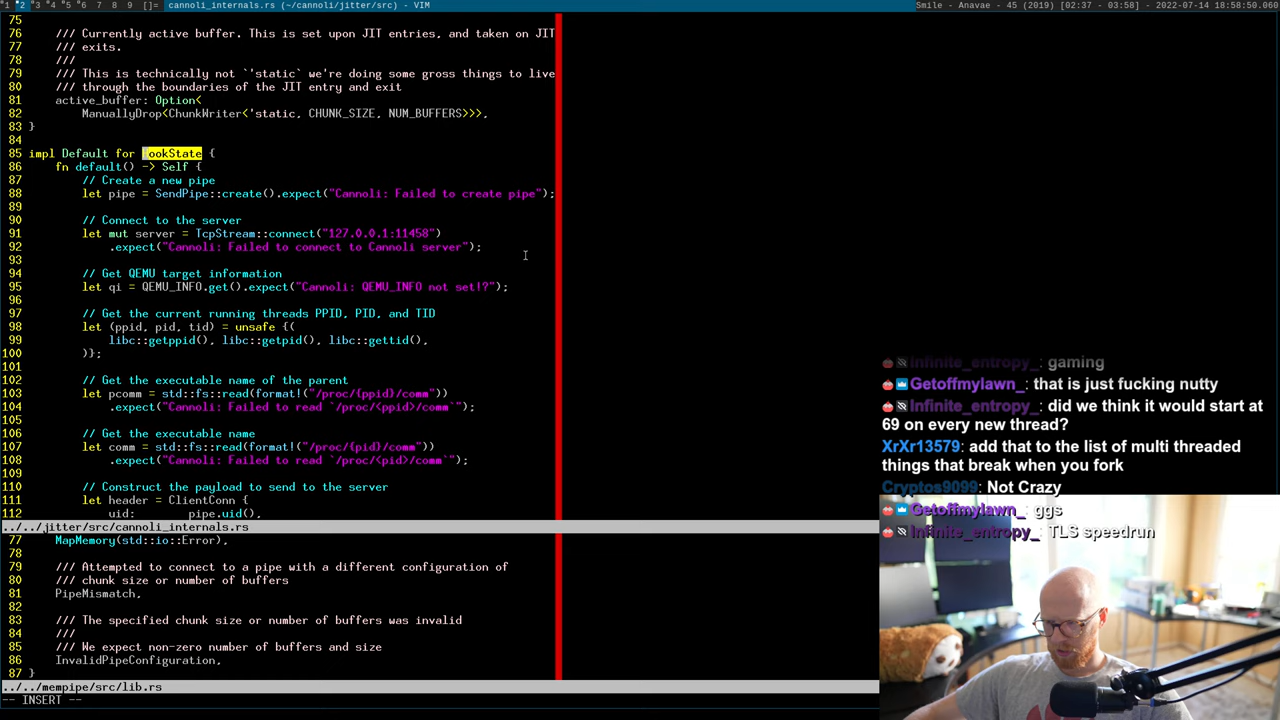 1 2 3 4 5 6 7 8 9 []= cannolli_internals.rs (~/cannoli/jitter/src) - VIM Smile - Anavae - 45 (2019) [02:37 - 03:58] - 2022-07-14 18:58:50.060
75
76 /// Currently active buffer. This is set upon JIT entries, and taken on JIT
77 /// exits.
78 ///
79 /// This is technically not `'static` we're doing some gross things to live
80 /// through the boundaries of the JIT entry and exit
81 active_buffer: Option<
82 ManuallyDrop<ChunkWriter<'static, CHUNK_SIZE, NUM_BUFFERS>>>,
83 }
84
85 impl Default for HookState {
86 fn default() -> Self {
87 // Create a new pipe
88 let pipe = SendPipe::create().expect("Cannoli: Failed to create pipe");
89
90 // Connect to the server
91 let mut server = TcpStream::connect("127.0.0.1:11458")
92 .expect("Cannoli: Failed to connect to Cannoli server");
93
94 // Get QEMU target information
95 let qi = QEMU_INFO.get().expect("Cannoli: QEMU_INFO not set!?");
96
97 // Get the current running threads PPID, PID, and TID
98 let (ppid, pid, tid) = unsafe {(
99 libc::getppid(), libc::getpid(), libc::gettid(),
100 )};
101
102 // Get the executable name of the parent
103 let pcomm = std::fs::read(format!("/proc/{ppid}/comm"))
104 .expect("Cannoli: Failed to read `/proc/<ppid>/comm`");
105
106 // Get the executable name
107 let comm = std::fs::read(format!("/proc/{pid}/comm"))
108 .expect("Cannoli: Failed to read `/proc/<pid>/comm`");
109
110 // Construct the payload to send to the server
111 let header = ClientConn {
112 uid: pipe.uid(),
../../jitter/src/cannoli_internals.rs
77 MapMemory(std::io::Error),
78
79 /// Attempted to connect to a pipe with a different configuration of
80 /// chunk size or number of buffers
81 PipeMismatch,
82
83 /// The specified chunk size or number of buffers was invalid
84 ///
85 /// We expect non-zero number of buffers and size
86 InvalidPipeConfiguration,
87 }
../../mempipe/src/lib.rs
-- INSERT --
Infinite_entropy_: gaming
Getoffmylawn_: that is just fucking nutty
Infinite_entropy_: did we think it would start at
69 on every new thread?
XrXr13579: add that to the list of multi threaded
things that break when you fork
Cryptos9099: Not Crazy
Getoffmylawn_: ggs
Infinite_entropy_: TLS speedrun